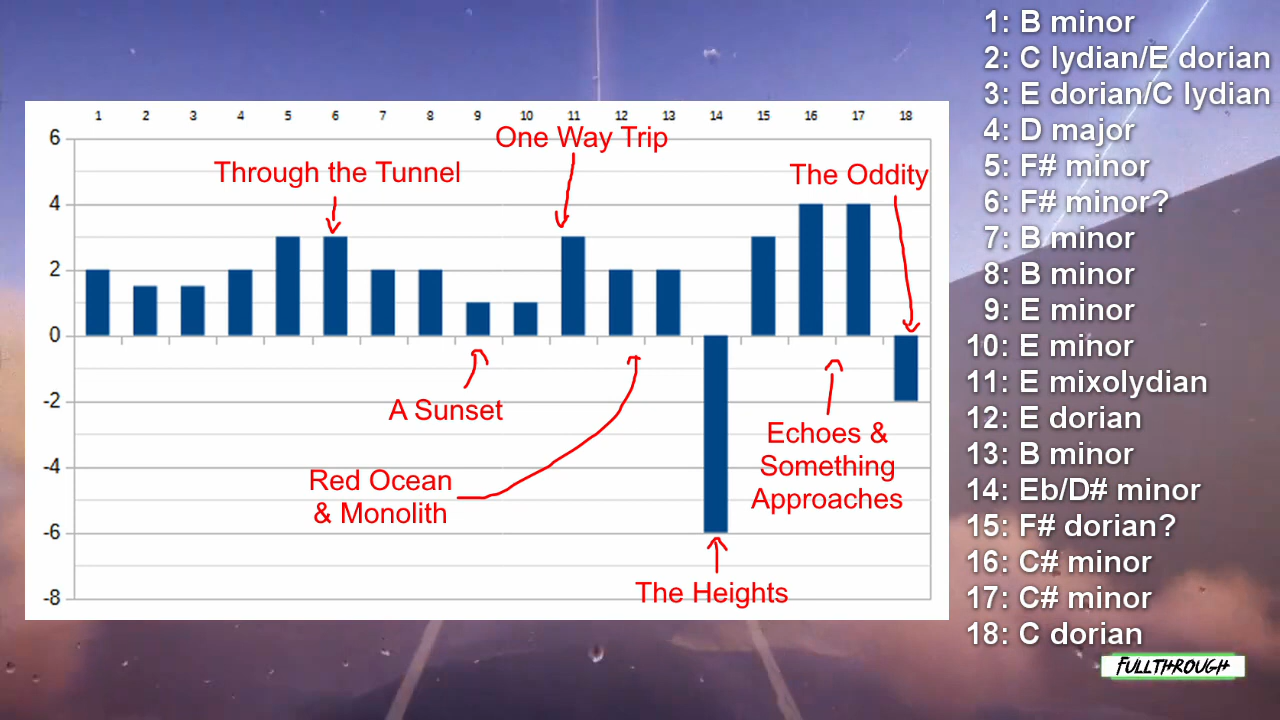 1 2 3 4 5 6 7 8 9 10 11 12 13 14 15 16 17 18
6
4
2
0
-2
-4
-6
-8
One Way Trip
Through the Tunnel
The Oddity
A Sunset
Red Ocean
& Monolith
Echoes &
Something
Approaches
The Heights
1: B minor
2: C lydian/E dorian
3: E dorian/C lydian
4: D major
5: F# minor
6: F# minor?
7: B minor
8: B minor
9: E minor
10: E minor
11: E mixolydian
12: E dorian
13: B minor
14: Eb/D# minor
15: F# dorian?
16: C# minor
17: C# minor
18: C dorian
FULLTHROUGH